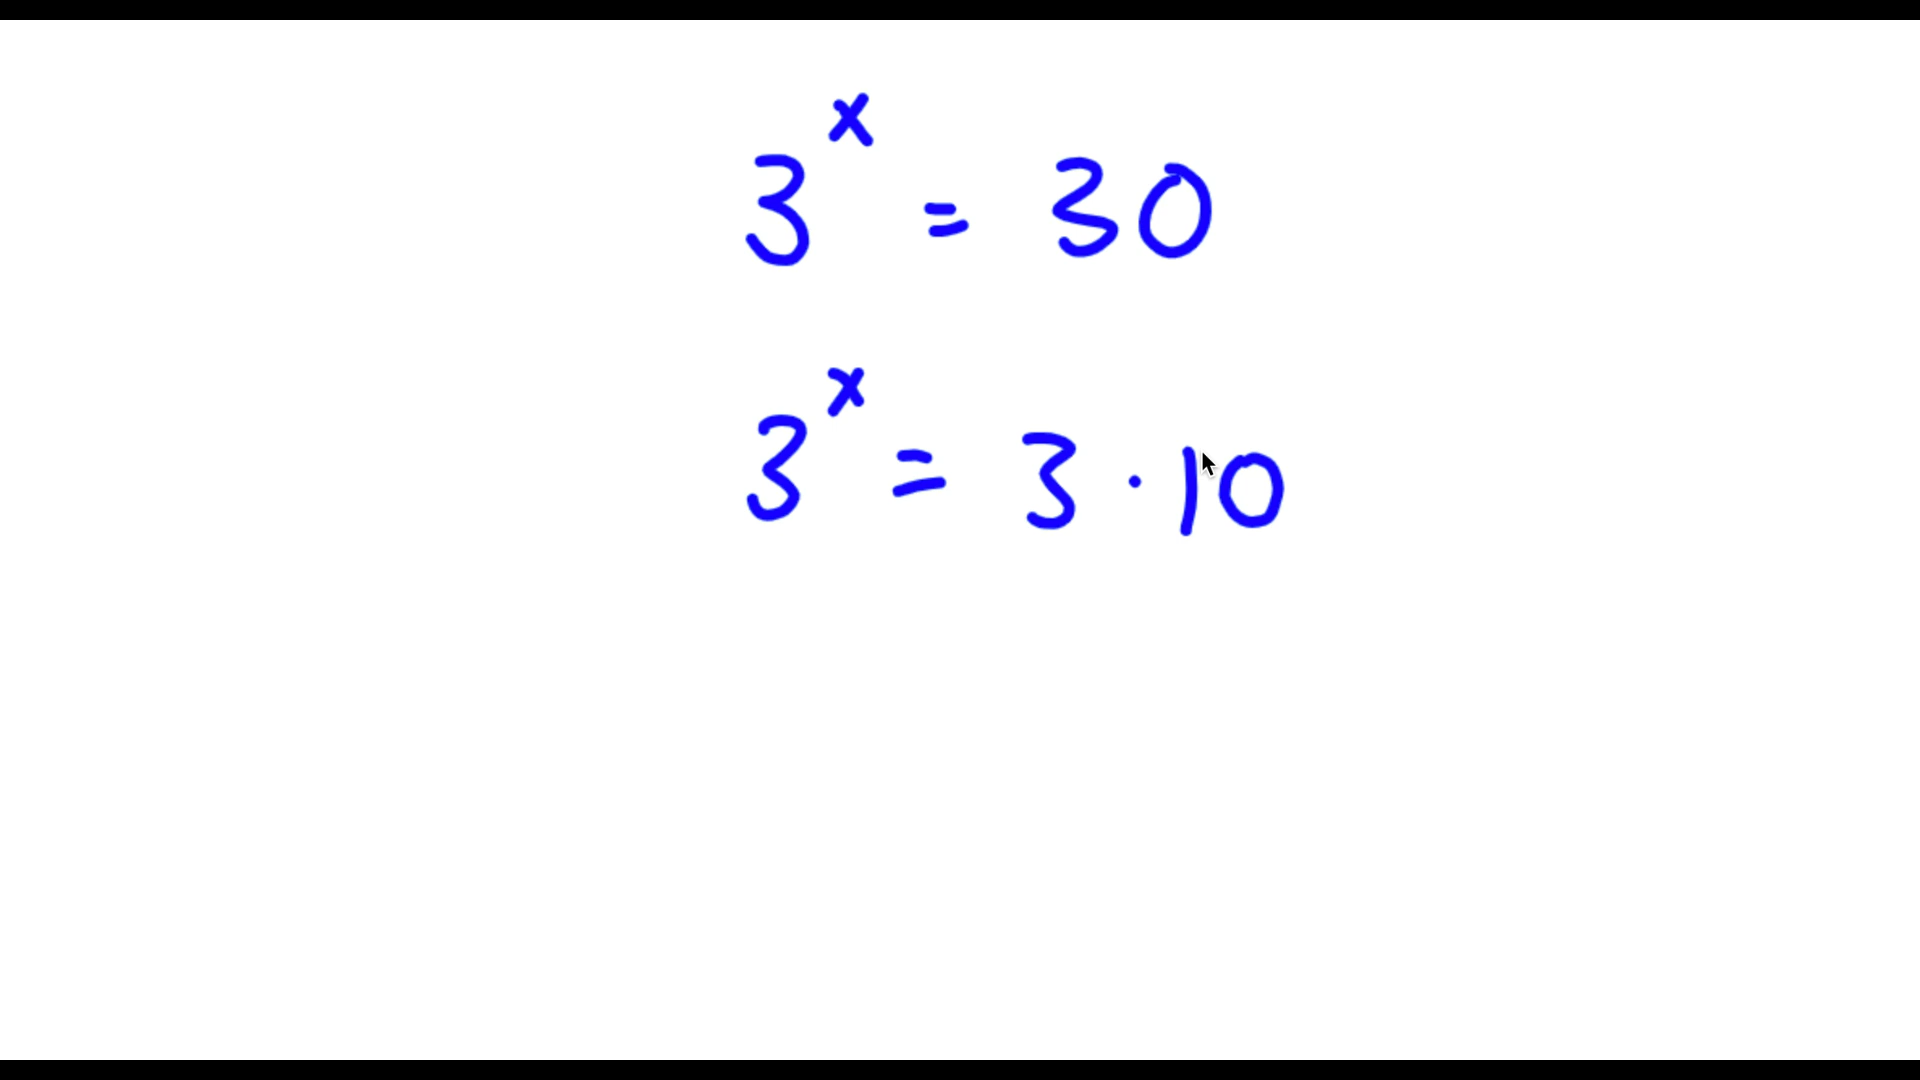 3^x = 30
3^x = 3 · 10